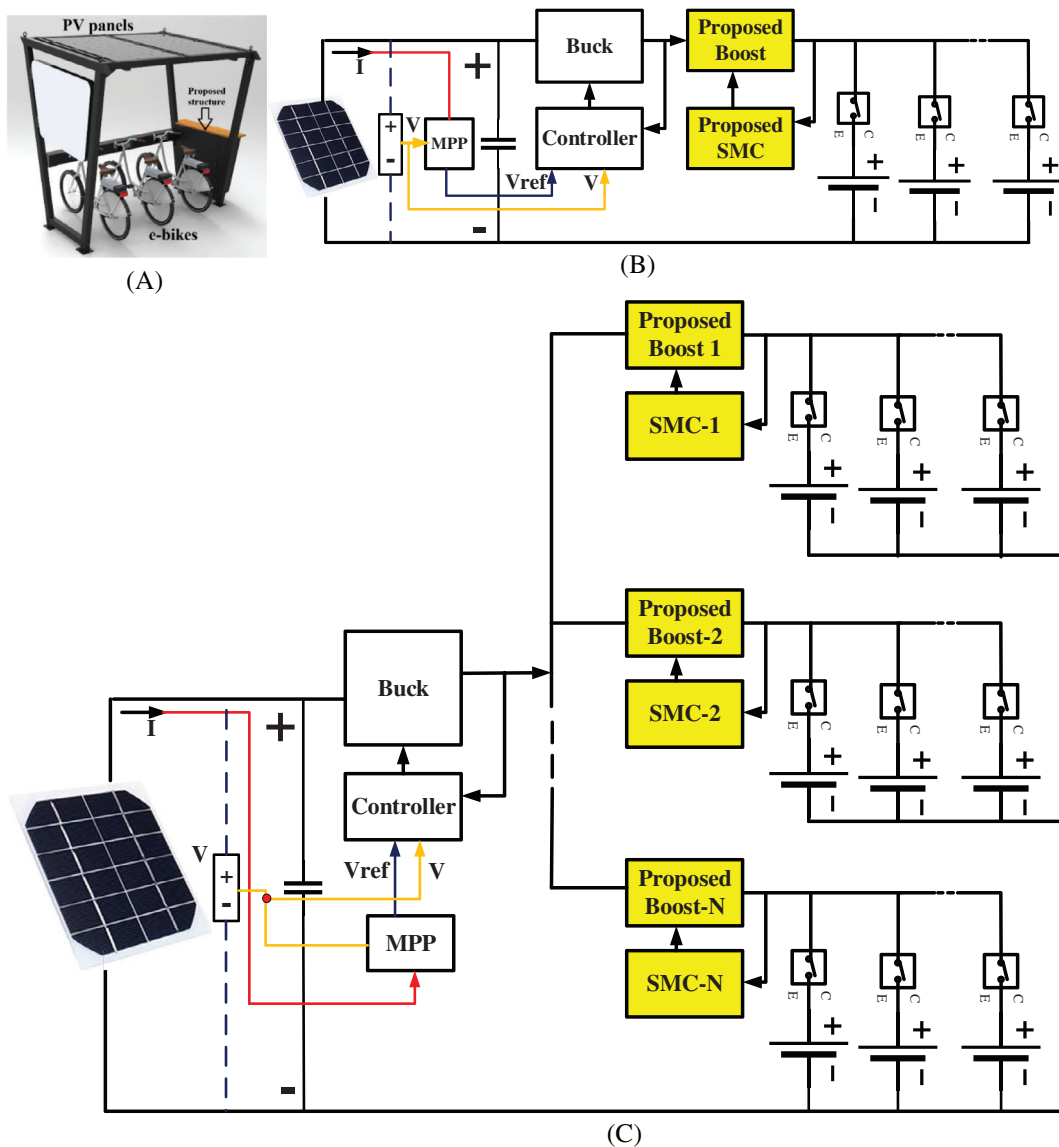 PV panels
Proposed
structure
e-bikes
(A)
I
+
-
V
+
-
MPP
Vref
V
Buck
Controller
Proposed
Boost
Proposed
SMC
E C
E C
E C
+
-
+
-
+
-
(B)
I
V
+
-
+
-
Buck
Controller
Vref
V
MPP
Proposed
Boost 1
SMC-1
E C
E C
E C
+
-
+
-
+
-
Proposed
Boost-2
SMC-2
E C
E C
E C
+
-
+
-
+
-
Proposed
Boost-N
SMC-N
E C
E C
E C
+
-
+
-
+
-
(C)